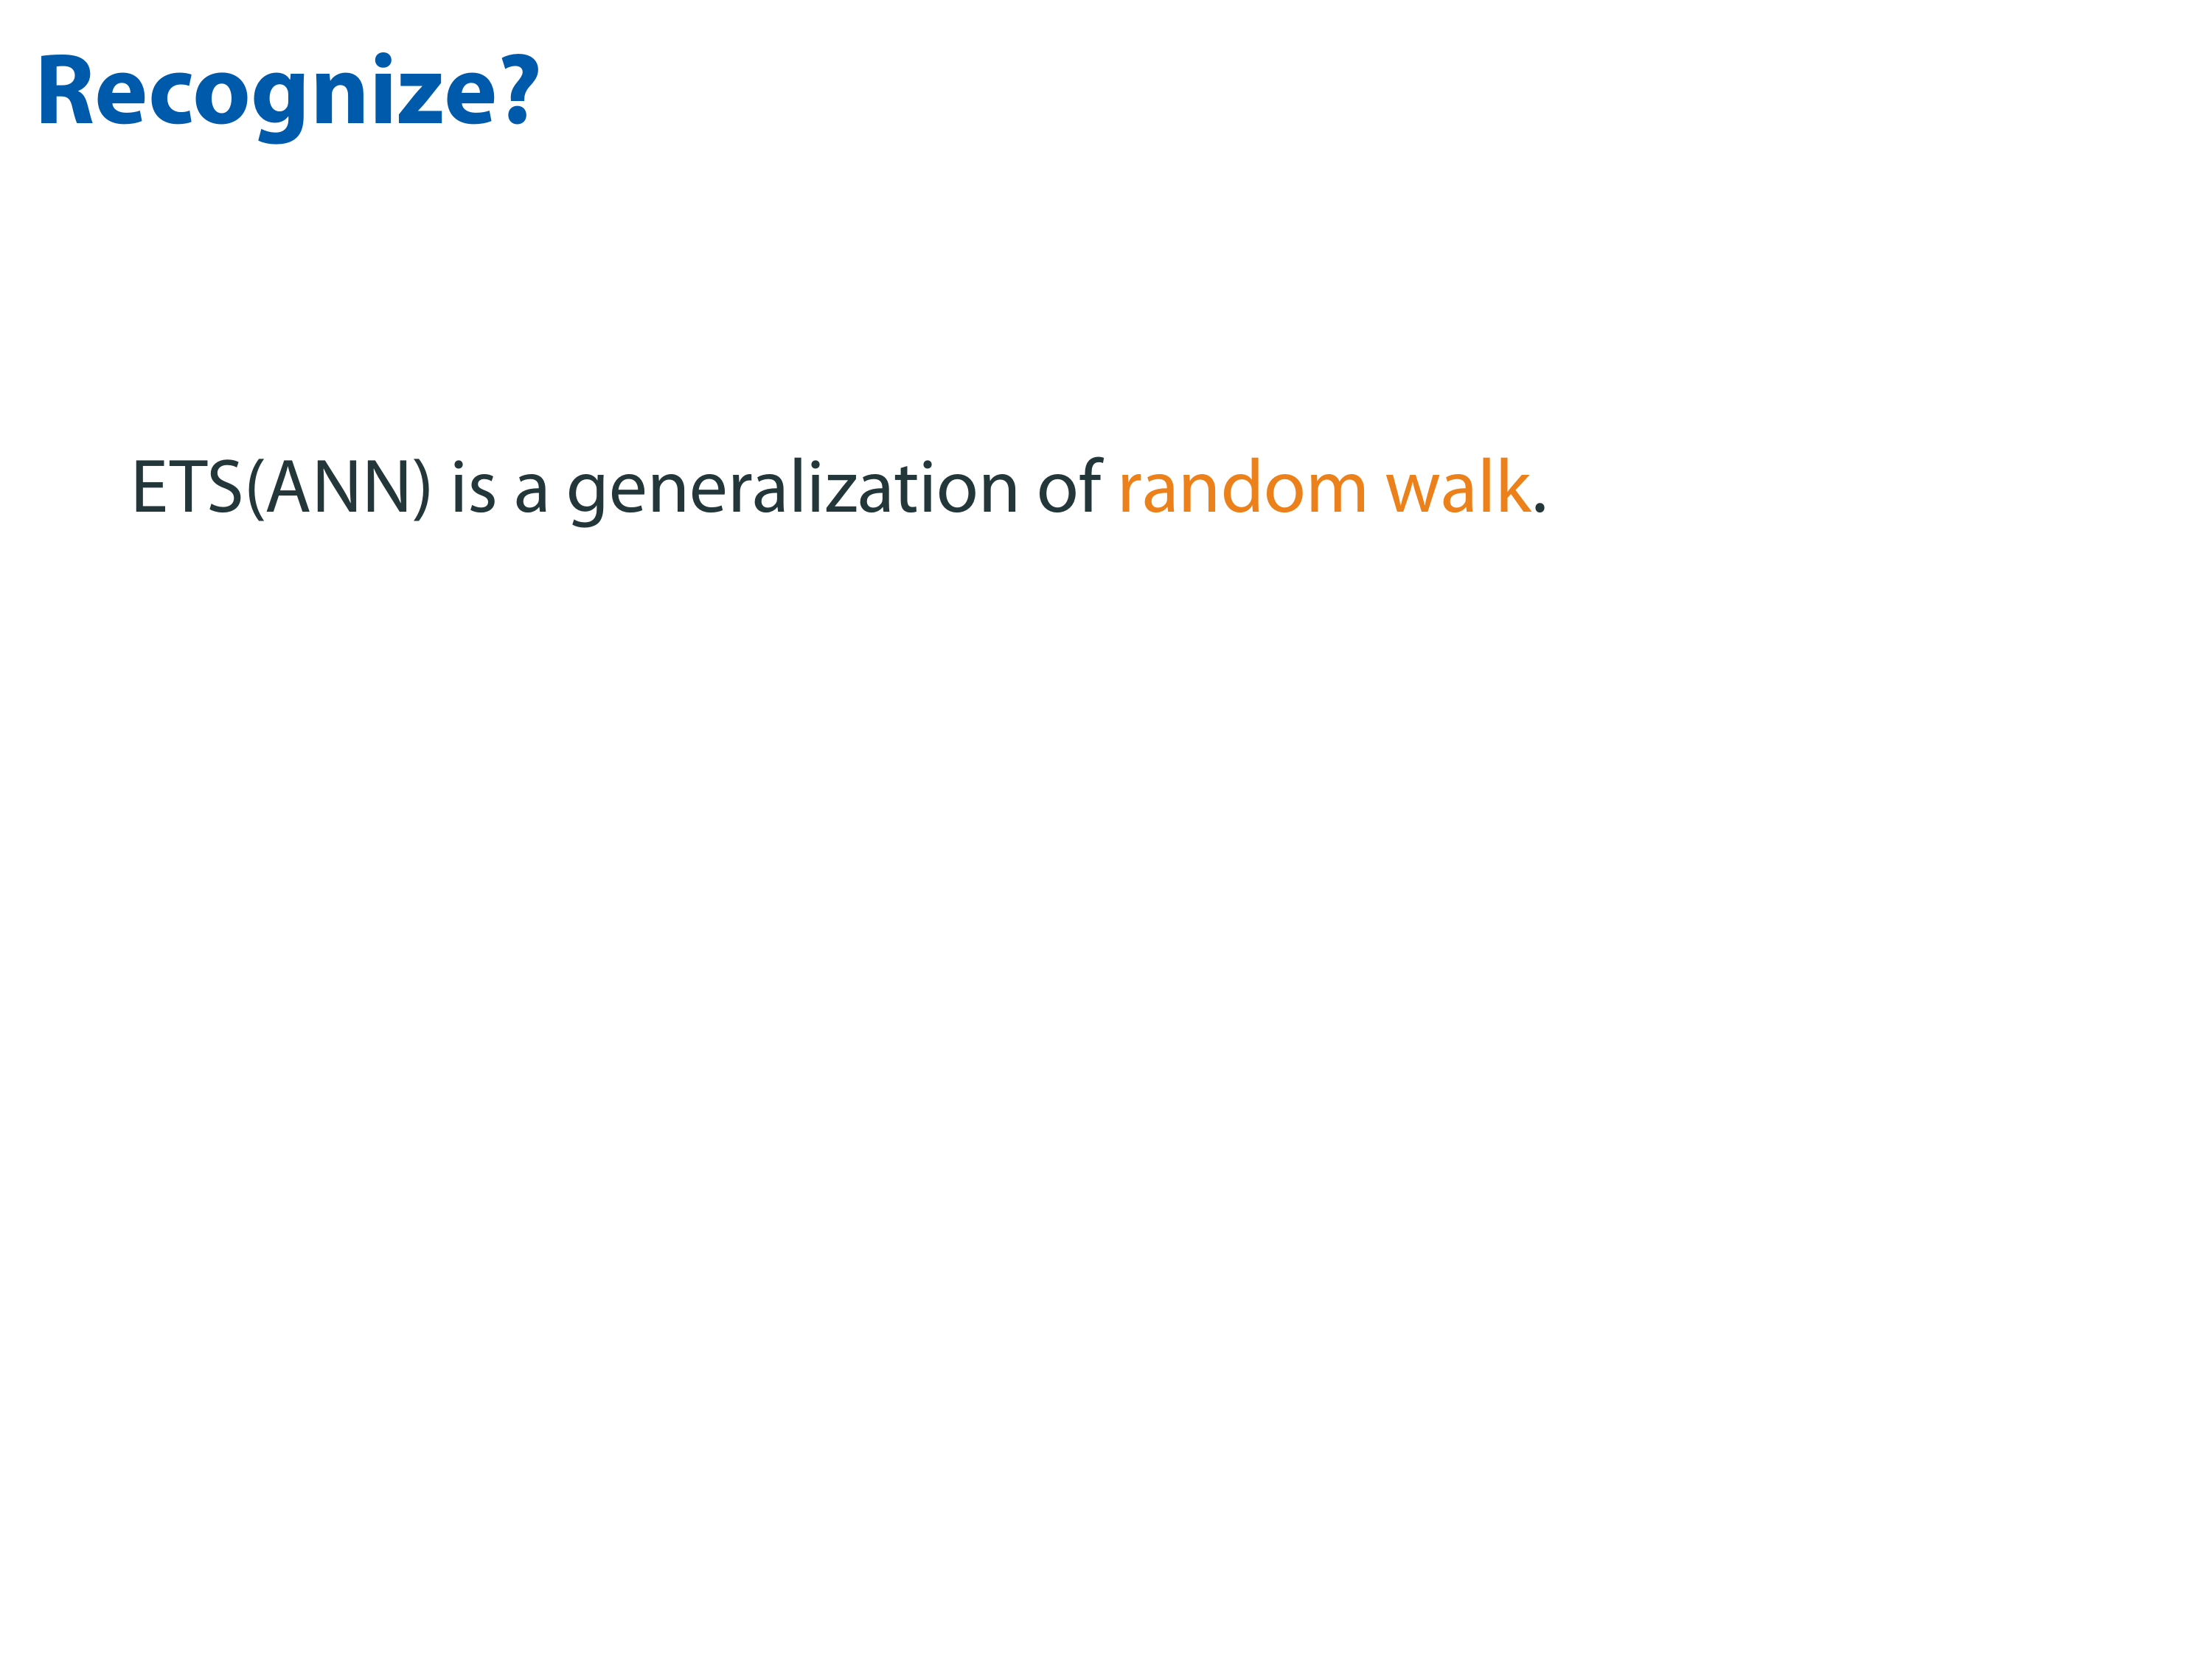 Recognize?
ETS(ANN) is a generalization of random walk.